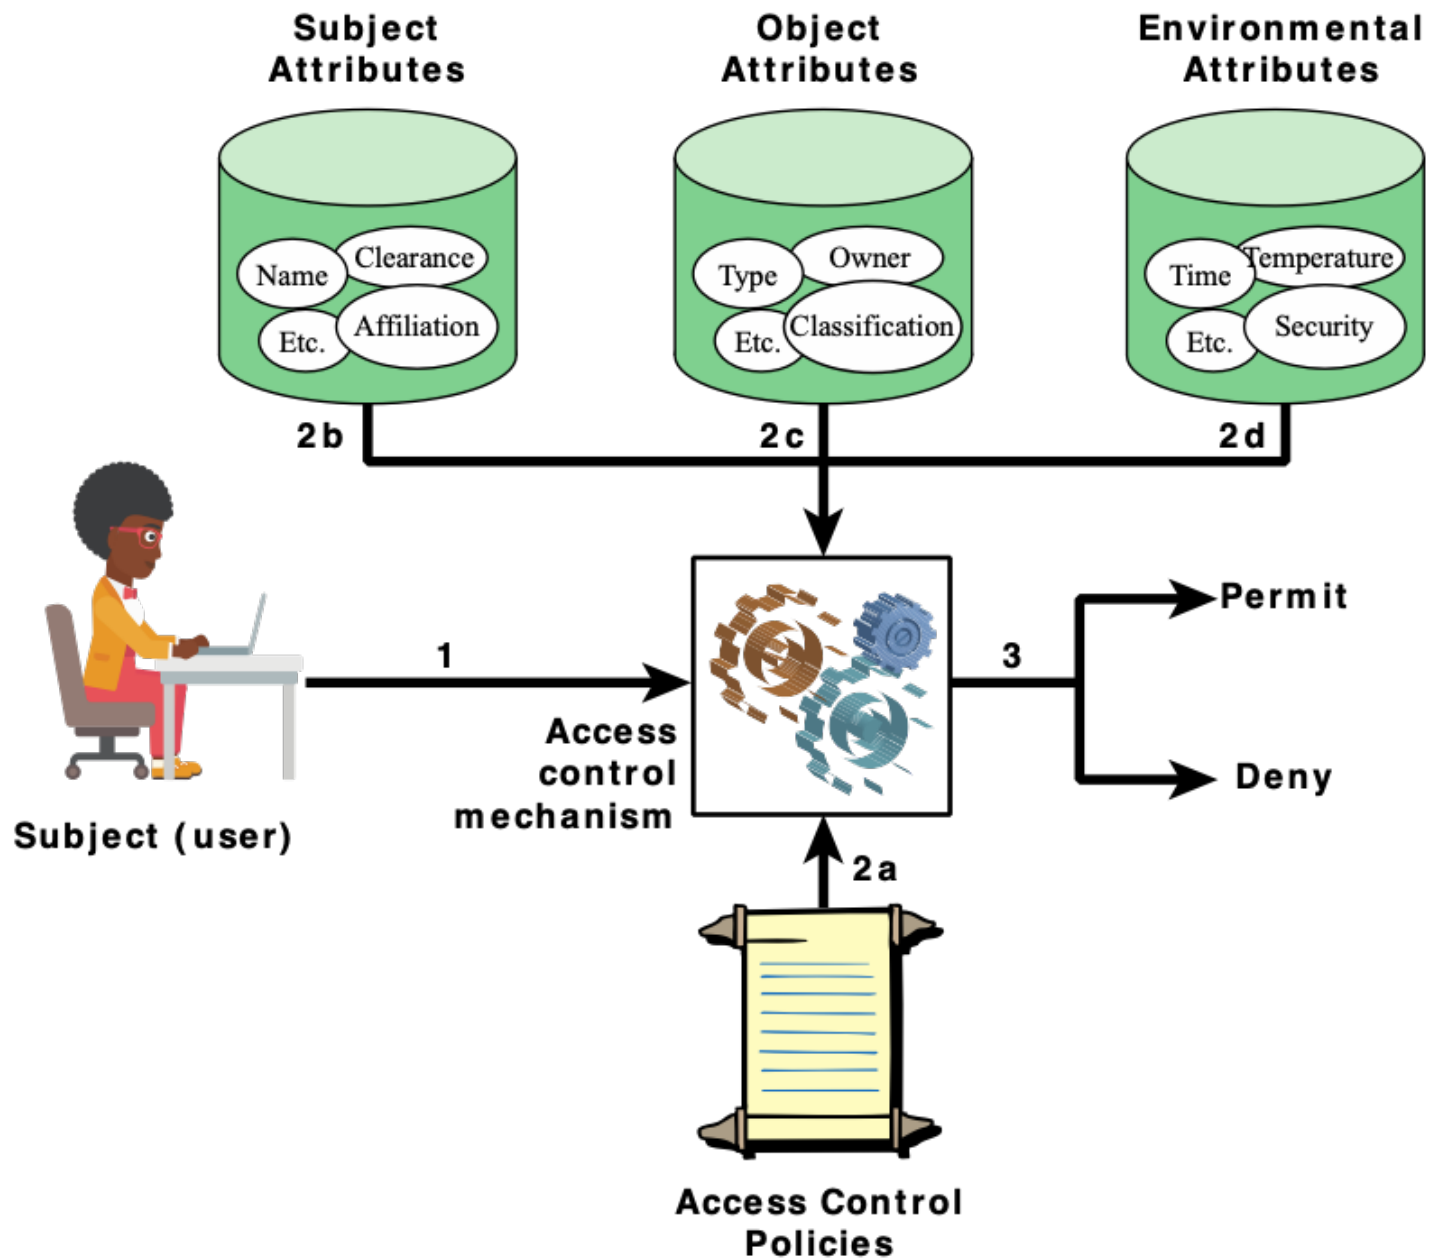 Subject
Attributes
Object
Attributes
Environmental
Attributes
Name
Clearance
Etc.
Affiliation
Type
Owner
Etc.
Classification
Time
Temperature
Etc.
Security
2b
2c
2d
1
Access
control
mechanism
3
Permit
Deny
Subject (user)
2a
Access Control
Policies